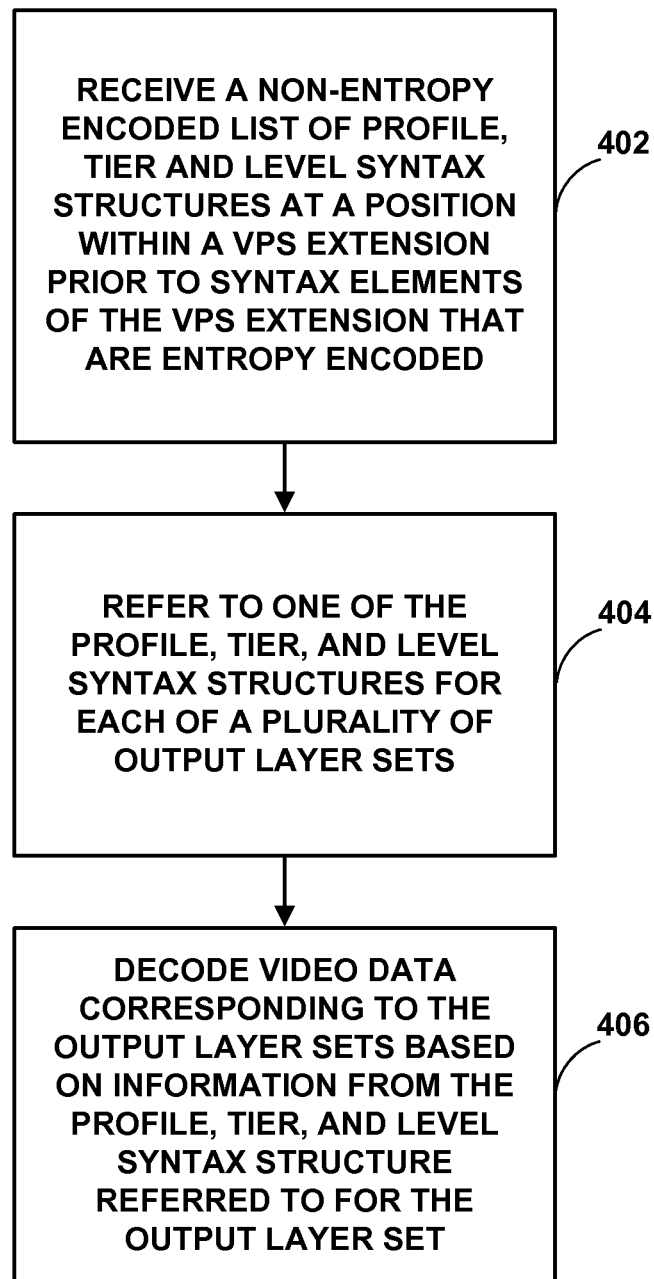 RECEIVE A NON-ENTROPY
ENCODED LIST OF PROFILE,
TIER AND LEVEL SYNTAX
STRUCTURES AT A POSITION
WITHIN A VPS EXTENSION
PRIOR TO SYNTAX ELEMENTS
OF THE VPS EXTENSION THAT
ARE ENTROPY ENCODED
402
REFER TO ONE OF THE
PROFILE, TIER, AND LEVEL
SYNTAX STRUCTURES FOR
EACH OF A PLURALITY OF
OUTPUT LAYER SETS
404
DECODE VIDEO DATA
CORRESPONDING TO THE
OUTPUT LAYER SETS BASED
ON INFORMATION FROM THE
PROFILE, TIER, AND LEVEL
SYNTAX STRUCTURE
REFERRED TO FOR THE
OUTPUT LAYER SET
406